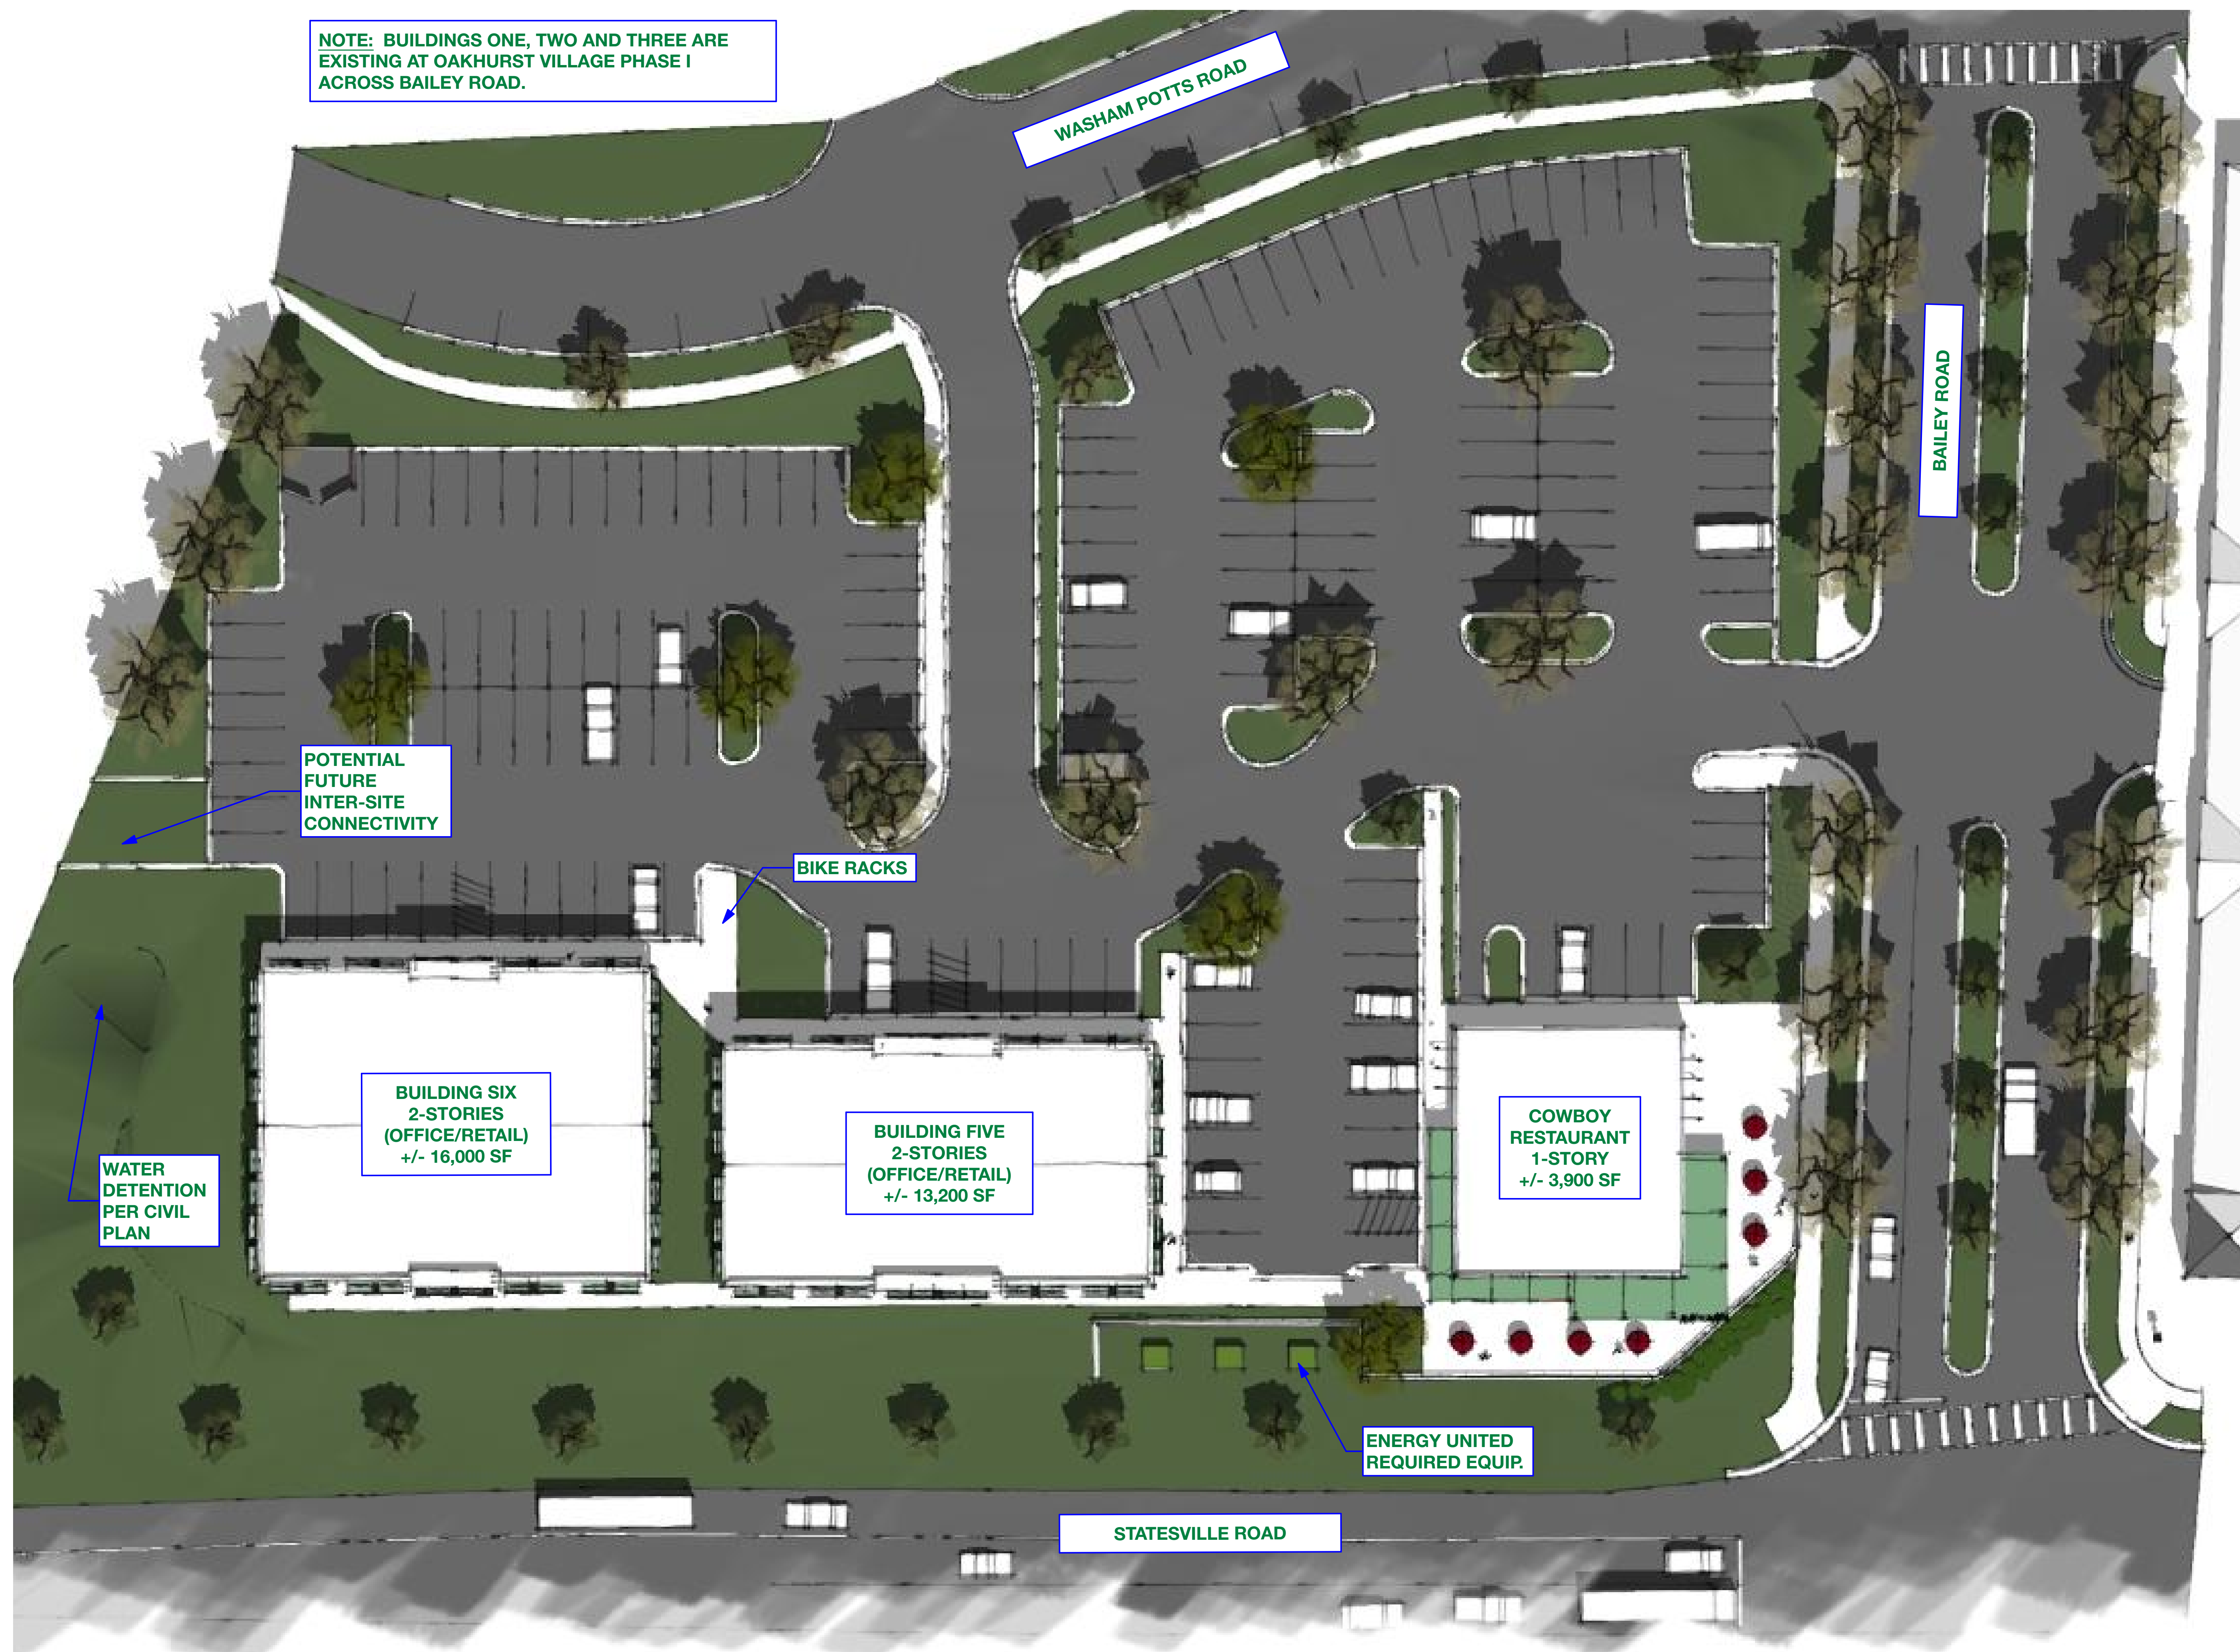 NOTE: BUILDINGS ONE, TWO AND THREE ARE
EXISTING AT OAKHURST VILLAGE PHASE I
ACROSS BAILEY ROAD.
WASHAM POTTS ROAD
BAILEY ROAD
POTENTIAL
FUTURE
INTER-SITE
CONNECTIVITY
BIKE RACKS
BUILDING SIX
2-STORIES
(OFFICE/RETAIL)
+/- 16,000 SF
BUILDING FIVE
2-STORIES
(OFFICE/RETAIL)
+/- 13,200 SF
COWBOY
RESTAURANT
1-STORY
+/- 3,900 SF
WATER
DETENTION
PER CIVIL
PLAN
ENERGY UNITED
REQUIRED EQUIP.
STATESVILLE ROAD